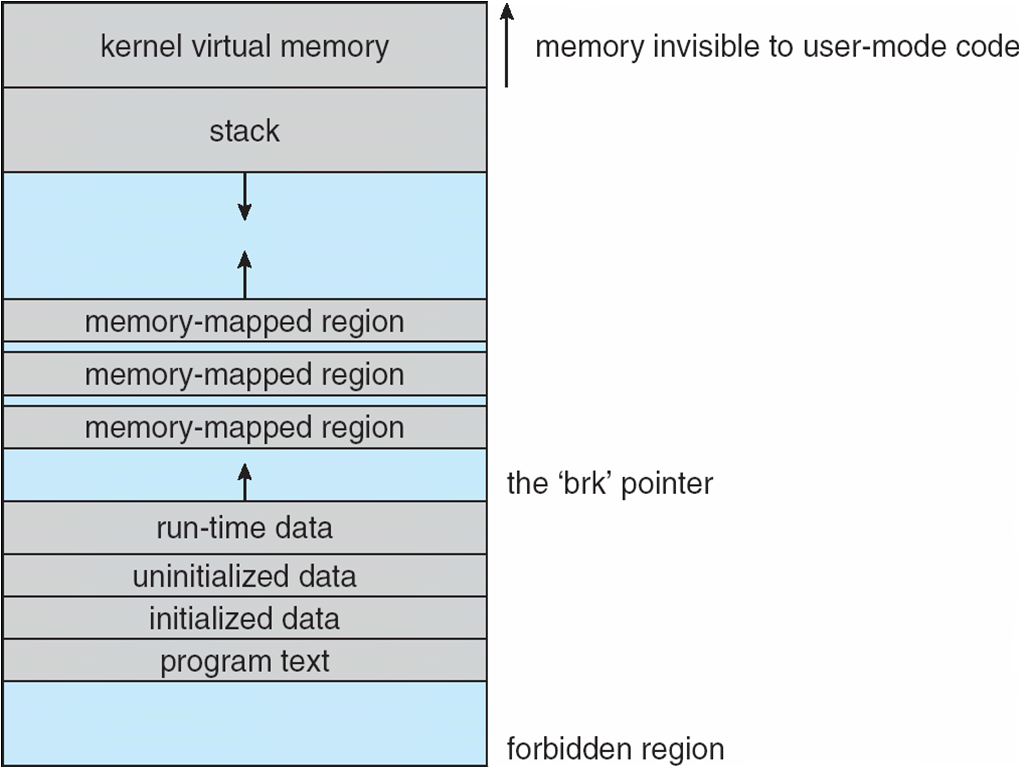 kernel virtual memory
memory invisible to user-mode code
stack
memory-mapped region
memory-mapped region
memory-mapped region
the ‘brk’ pointer
run-time data
uninitialized data
initialized data
program text
forbidden region